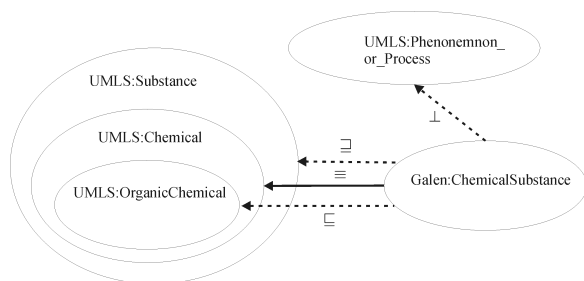 UMLS:Phenonemnon_
or_Process
UMLS:Substance
⊥
UMLS:Chemical
⊒
Galen:ChemicalSubstance
≡
UMLS:OrganicChemical
⊑